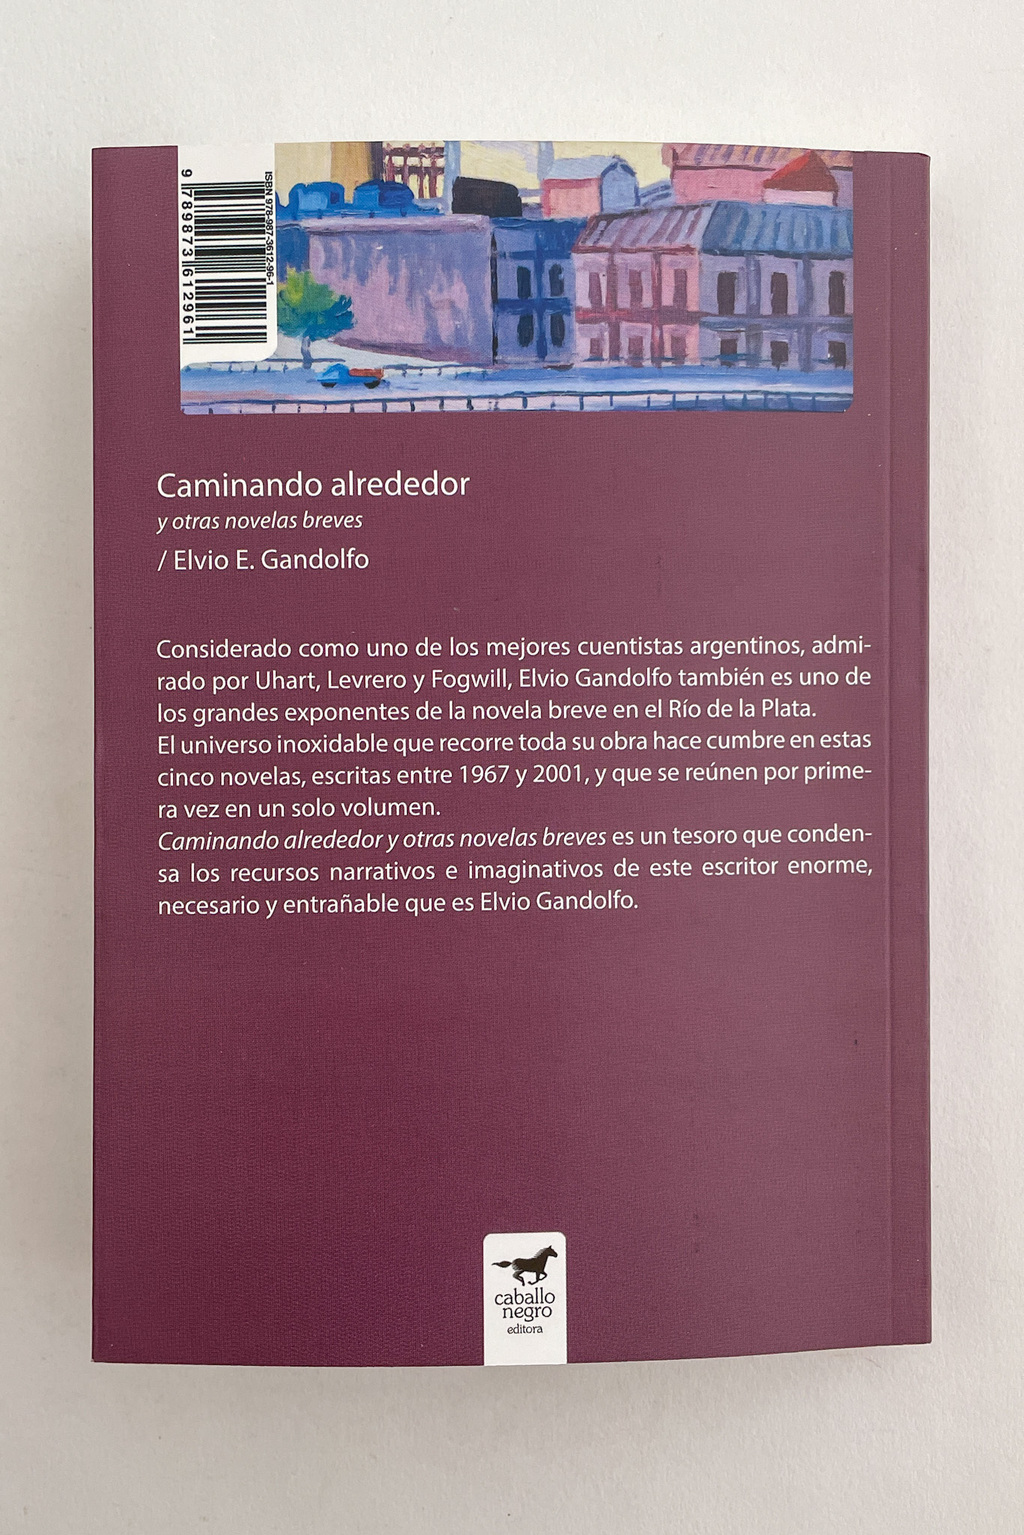 ISBN 978-987-3612-96-1
9 789873 612961
Caminando alrededor
y otras novelas breves
/ Elvio E. Gandolfo
Considerado como uno de los mejores cuentistas argentinos, admi-
rado por Uhart, Levrero y Fogwill, Elvio Gandolfo también es uno de
los grandes exponentes de la novela breve en el Río de la Plata.
El universo inoxidable que recorre toda su obra hace cumbre en estas
cinco novelas, escritas entre 1967 y 2001, y que se reúnen por prime-
ra vez en un solo volumen.
Caminando alrededor y otras novelas breves es un tesoro que conden-
sa los recursos narrativos e imaginativos de este escritor enorme,
necesario y entrañable que es Elvio Gandolfo.
caballo
negro
editora